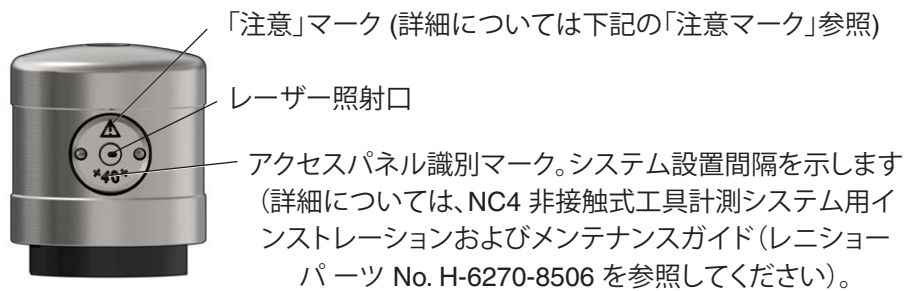 「注意」マーク (詳細については下記の「注意マーク」参照)
レーザー照射口
アクセスパネル識別マーク。システム設置間隔を示します
（詳細については、NC4 非接触式工具計測システム用イ
ンストレーションおよびメンテナンスガイド（レニショー
パ ーツ No. H-6270-8506 を参照してください）。